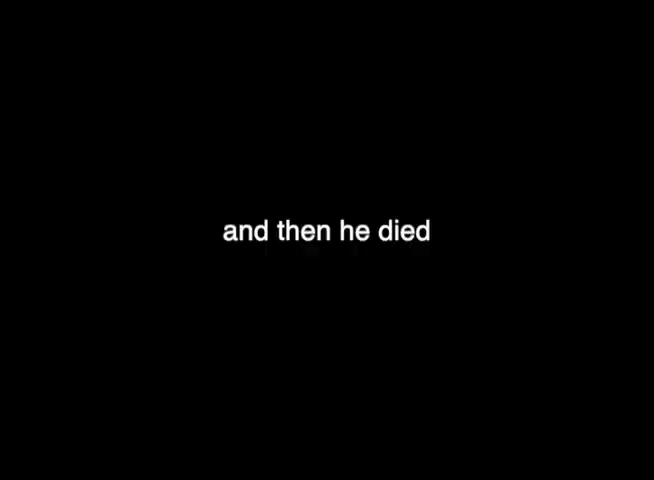 and then he died